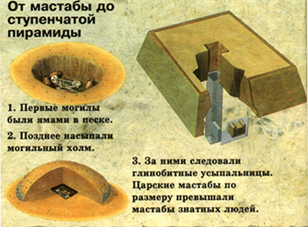 От мастабы до
ступенчатой
пирамиды
1. Первые могилы
были ямами в песке.
2. Позднее насыпали
могильный холм.
3. За ними следовали
глинобитные усыпальницы.
Царские мастабы по
размеру превышали
мастабы знатных людей.